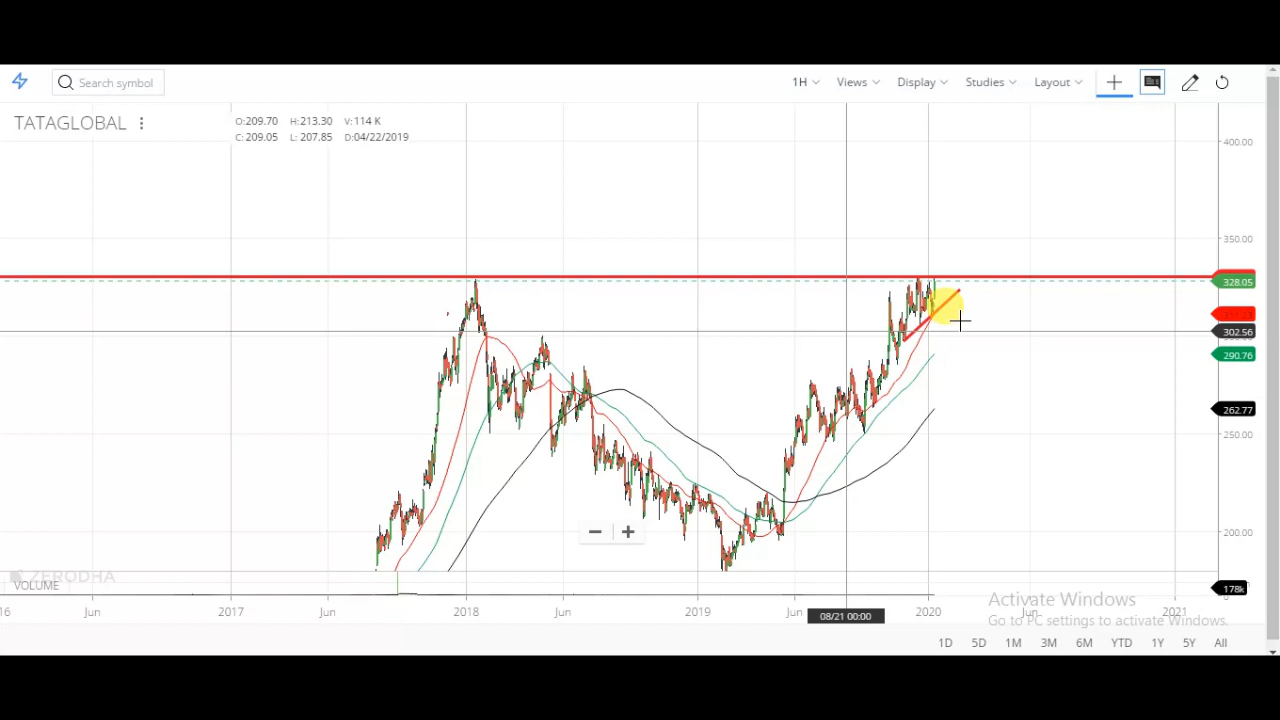 Search symbol
1H Views Display Studies Layout
TATAGLOBAL
O:209.70 H:213.30 V:114 K
C:209.05 L: 207.85 D:04/22/2019
400.00
350.00
328.05
302.56
290.76
262.77
250.00
200.00
ZERODHA
VOLUME
178k
16 Jun 2017 Jun 2018 Jun 2019 Jun 2020 Jun 2021
08/21 00:00
Activate Windows
Go to PC settings to activate Windows.
1D 5D 1M 3M 6M YTD 1Y 5Y All